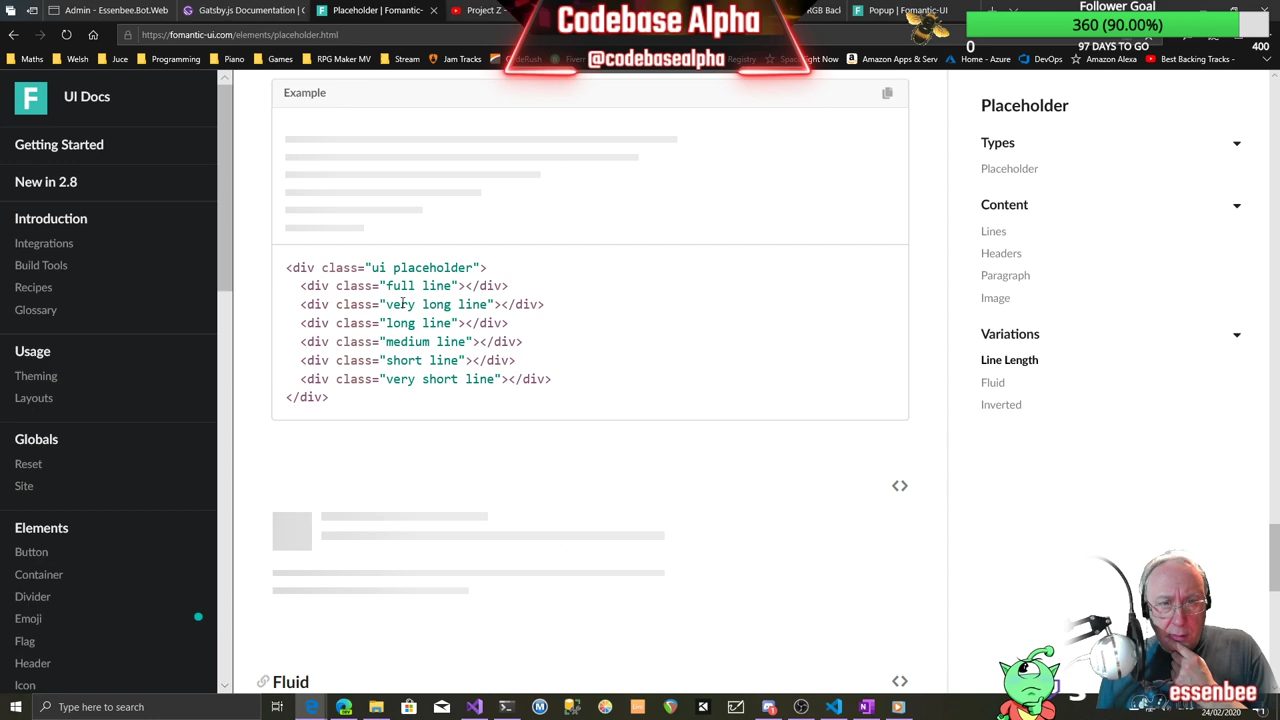 Admin - Essenbee.Bot.Web
Gatsby.js Documentation |
Placeholder | Fomantic-UI
Project Z-
Popup | Fomantic-UI
Codebase Alpha
@codebasealpha
Follower Goal
360 (90.00%)
0
97 DAYS TO GO
400
https://fomantic-ui.com/elements/placeholder.html
Maths
Work
Juce
Programming
Piano
Games
RPG Maker MV
Stream
Jam Tracks
CodeRush
Fiverr
Registry
Amazon Apps & Serv
Home - Azure
DevOps
Amazon Alexa
Best Backing Tracks -
F
UI Docs
Getting Started
New in 2.8
Introduction
Integrations
Build Tools
Recipes
Glossary
Usage
Theming
Layouts
Globals
Reset
Site
Elements
Button
Container
Divider
Emoji
Flag
Header
Icon
Example
<div class="ui placeholder">
<div class="full line"></div>
<div class="very long line"></div>
<div class="long line"></div>
<div class="medium line"></div>
<div class="short line"></div>
<div class="very short line"></div>
</div>
<>
Fluid
<>
Placeholder
Types
Placeholder
Content
Lines
Headers
Paragraph
Image
Variations
Line Length
Fluid
Inverted
essenbee
Type here to search
24/02/2020